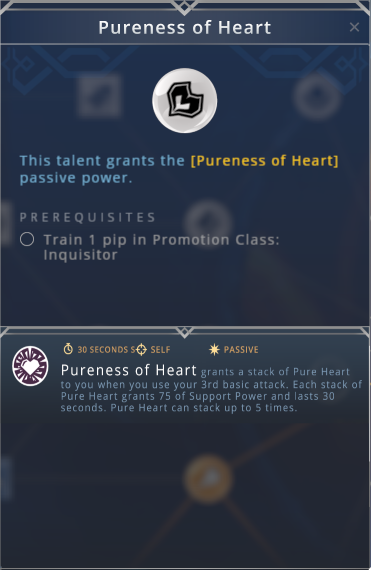 Pureness of Heart
This talent grants the [Pureness of Heart]
passive power.
PREREQUISITES
Train 1 pip in Promotion Class:
Inquisitor
30 SECONDS S SELF PASSIVE
Pureness of Heart grants a stack of Pure Heart
to you when you use your 3rd basic attack. Each stack of
Pure Heart grants 75 of Support Power and lasts 30
seconds. Pure Heart can stack up to 5 times.